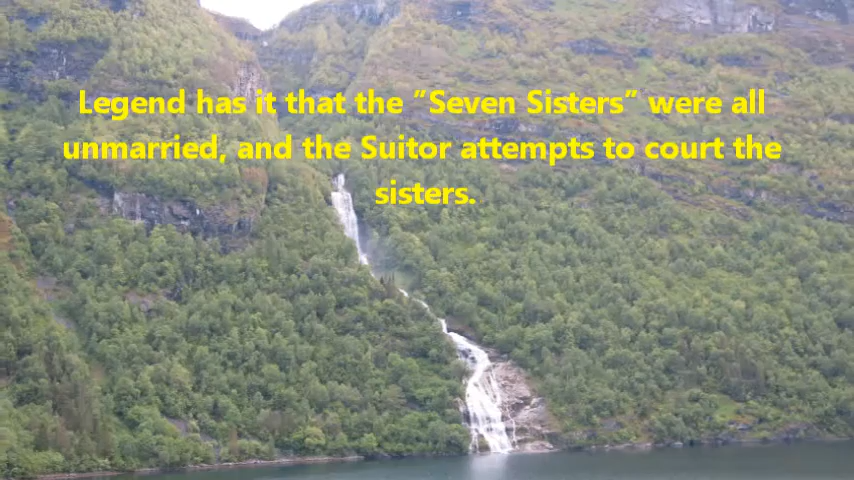 Legend has it that the "Seven Sisters" were all
unmarried, and the Suitor attempts to court the
sisters.